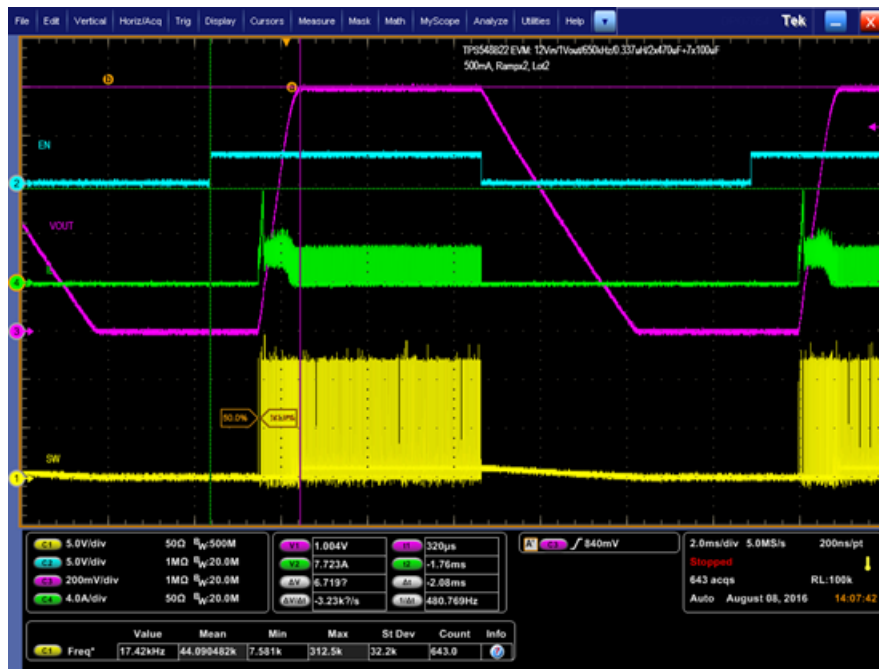 File Edit Vertical Horiz/Acq Trig Display Cursors Measure Mask Math MyScope Analyze Utilities Help Tek X
TPS548B22 EVM: 12Vin/1Vout/650kHz/0.337uH/2x470uF+7x100uF
500mA, Rampx2, Lot2
b
a
EN
2
VOUT
4
3
50.0%
SW
1
C1 5.0V/div 50Ω BW:500M
C2 5.0V/div 1MΩ BW:20.0M
C3 200mV/div 1MΩ BW:20.0M
C4 4.0A/div 50Ω BW:20.0M
V1 1.004V t1 320µs
V2 7.723A t2 -1.76ms
ΔV 6.719? Δt -2.08ms
ΔV/Δt -3.23k?/s 1/Δt 480.769Hz
A' C3 840mV
2.0ms/div 5.0MS/s 200ns/pt
Stopped
643 acqs RL:100k
Auto August 08, 2016 14:07:42
Value Mean Min Max St Dev Count Info
C1 Freq* 17.42kHz 44.090482k 7.581k 312.5k 32.2k 643.0